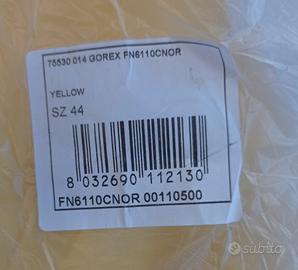 75530 014 GOREX FN6110CNOR
YELLOW
SZ 44
8 032690 112130
FN6110CNOR 00110500
subito